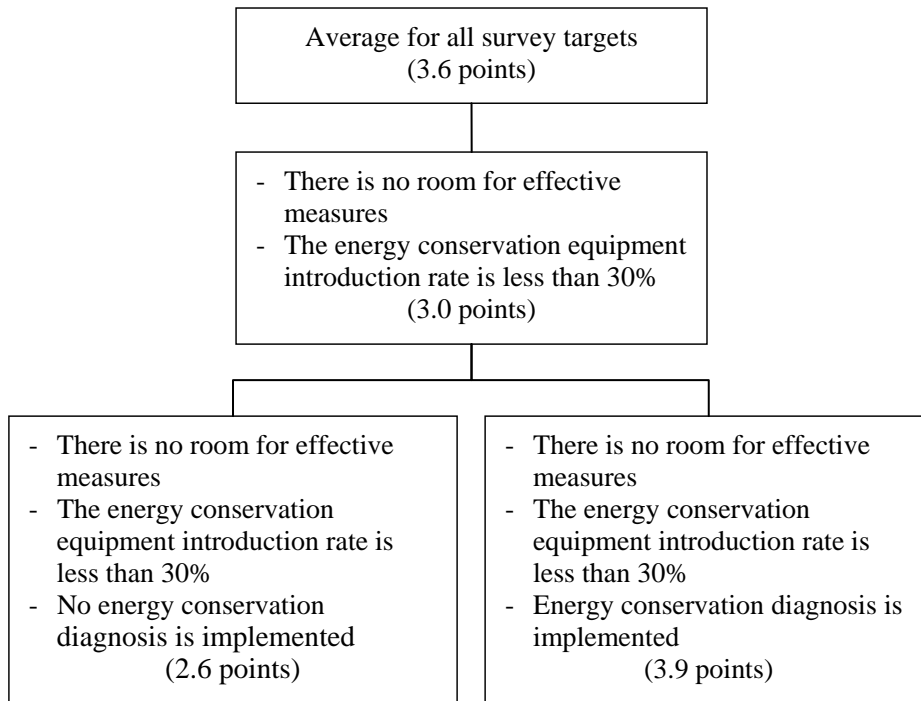 Average for all survey targets
(3.6 points)
- There is no room for effective
measures
- The energy conservation equipment
introduction rate is less than 30%
(3.0 points)
- There is no room for effective
measures
- The energy conservation
equipment introduction rate is
less than 30%
- No energy conservation
diagnosis is implemented
(2.6 points)
- There is no room for effective
measures
- The energy conservation
equipment introduction rate is
less than 30%
- Energy conservation diagnosis is
implemented
(3.9 points)